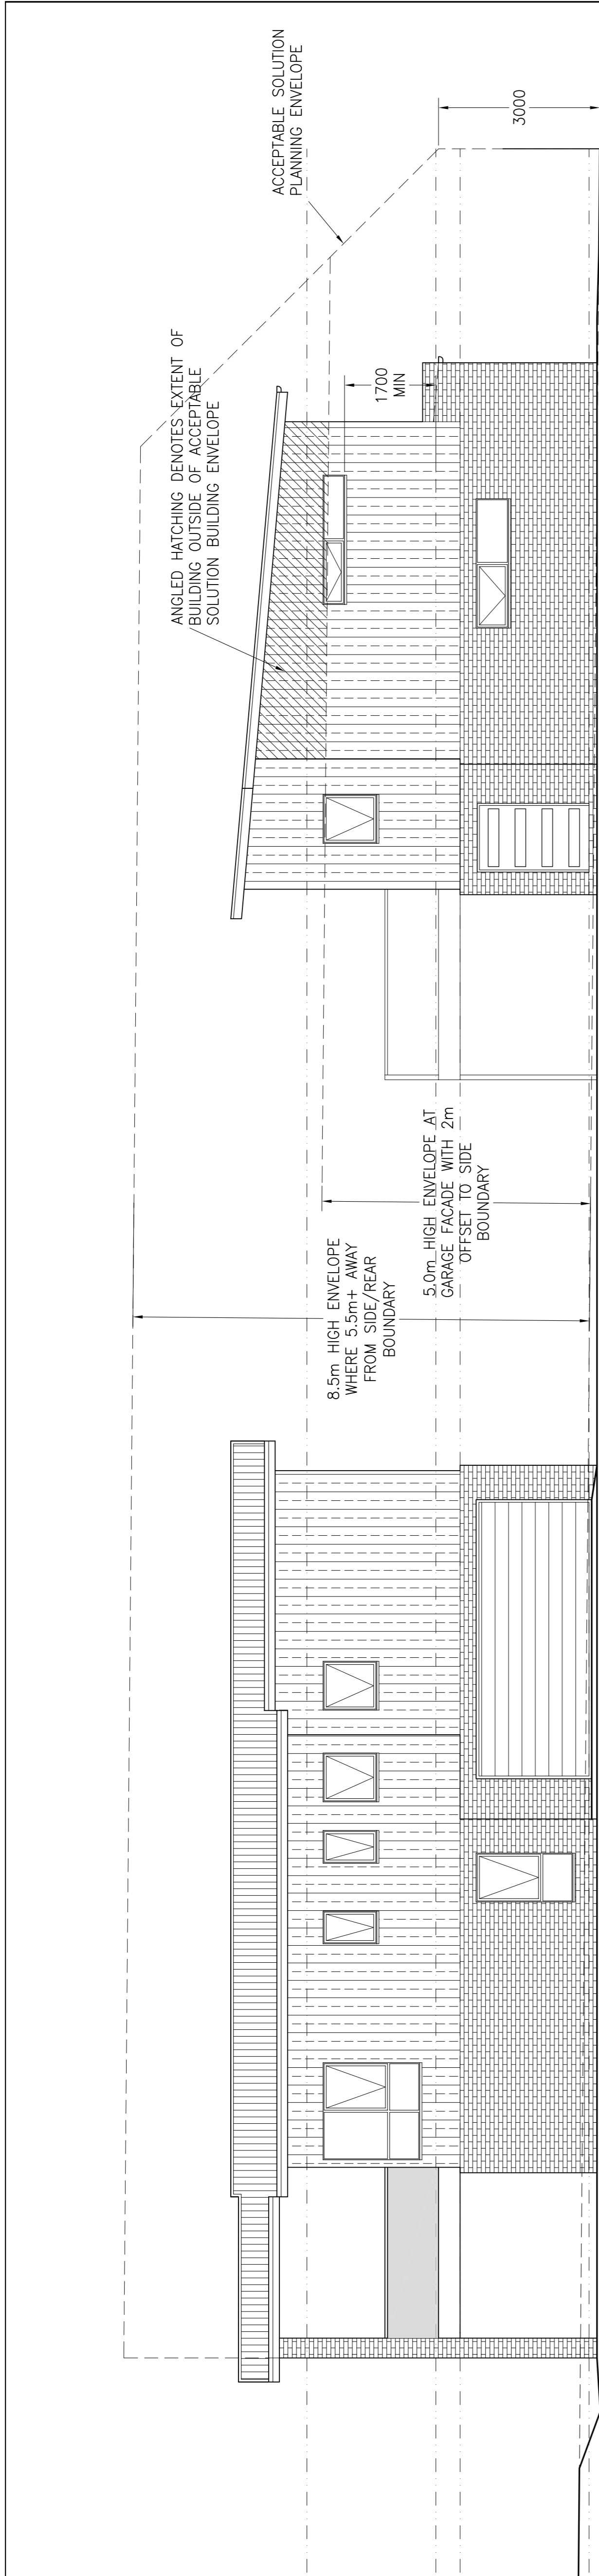 ACCEPTABLE SOLUTION
PLANNING ENVELOPE
3000
ANGLED HATCHING DENOTES EXTENT OF
BUILDING OUTSIDE OF ACCEPTABLE
SOLUTION BUILDING ENVELOPE
1700
MIN
5.0m HIGH ENVELOPE AT
GARAGE FACADE WITH 2m
OFFSET TO SIDE
BOUNDARY
8.5m HIGH ENVELOPE
WHERE 5.5m+ AWAY
FROM SIDE/REAR
BOUNDARY